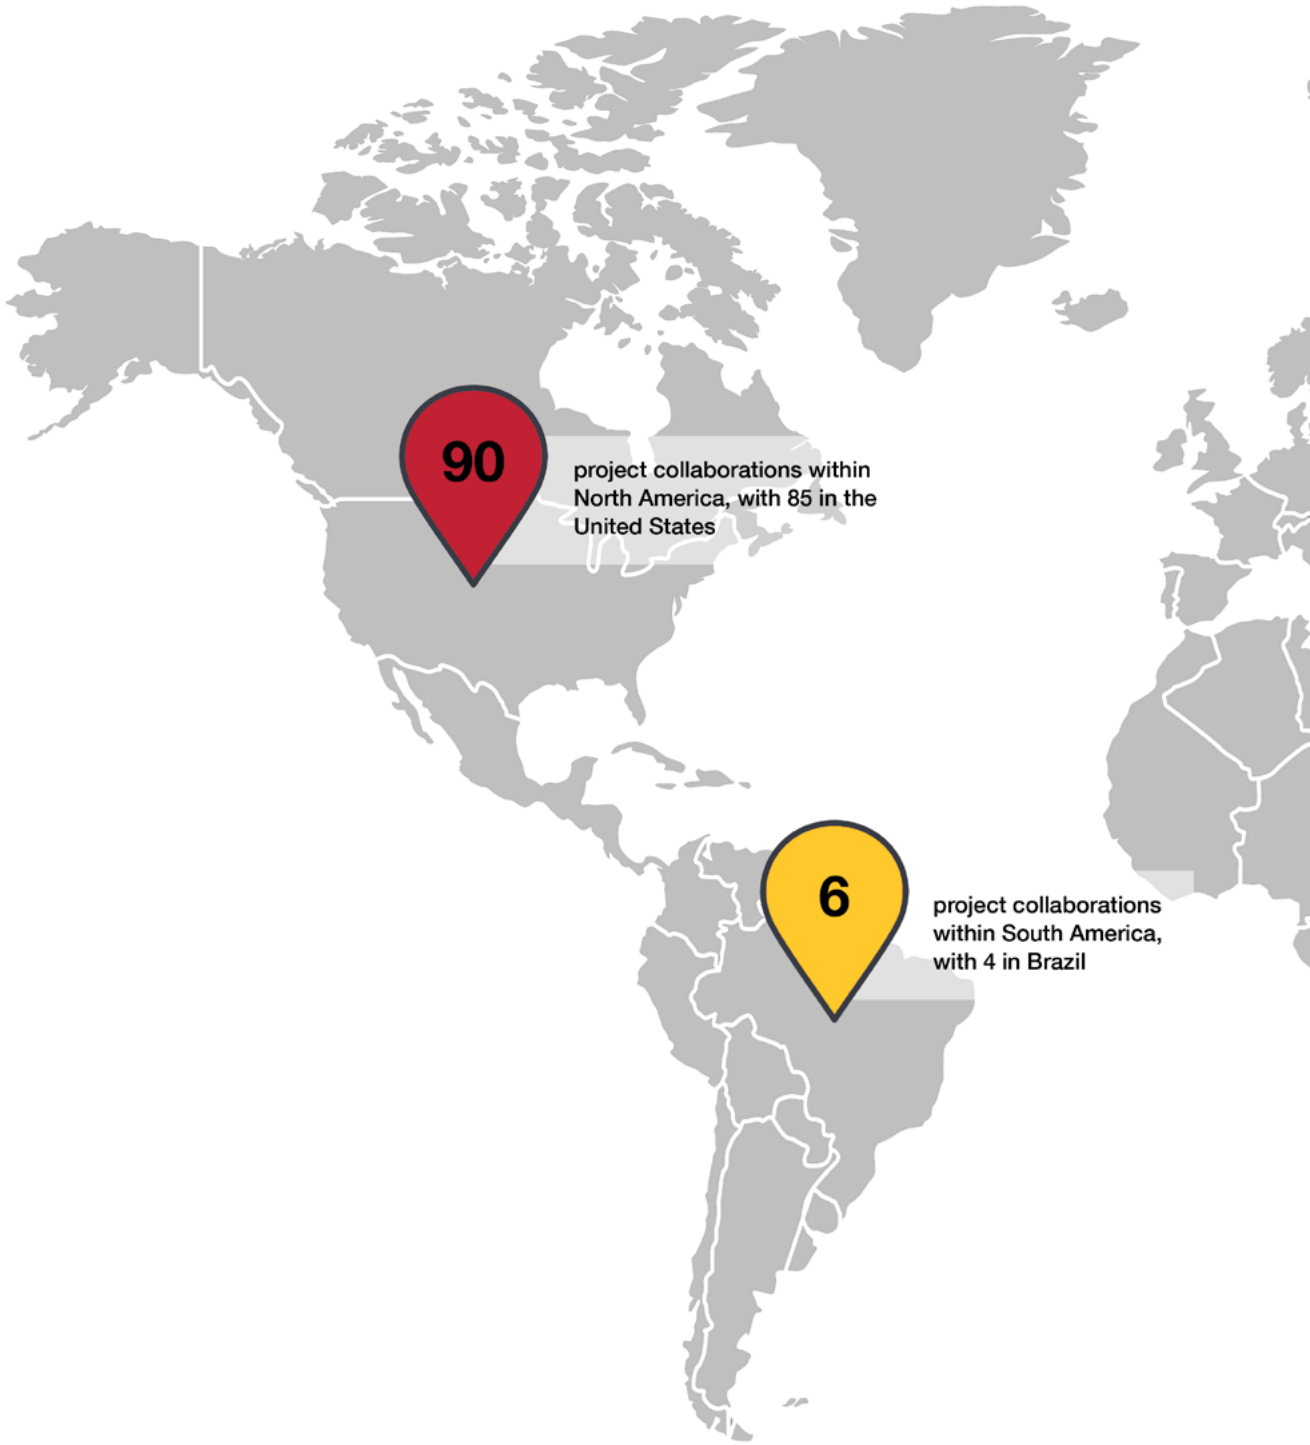 90
project collaborations within
North America, with 85 in the
United States
6
project collaborations
within South America,
with 4 in Brazil